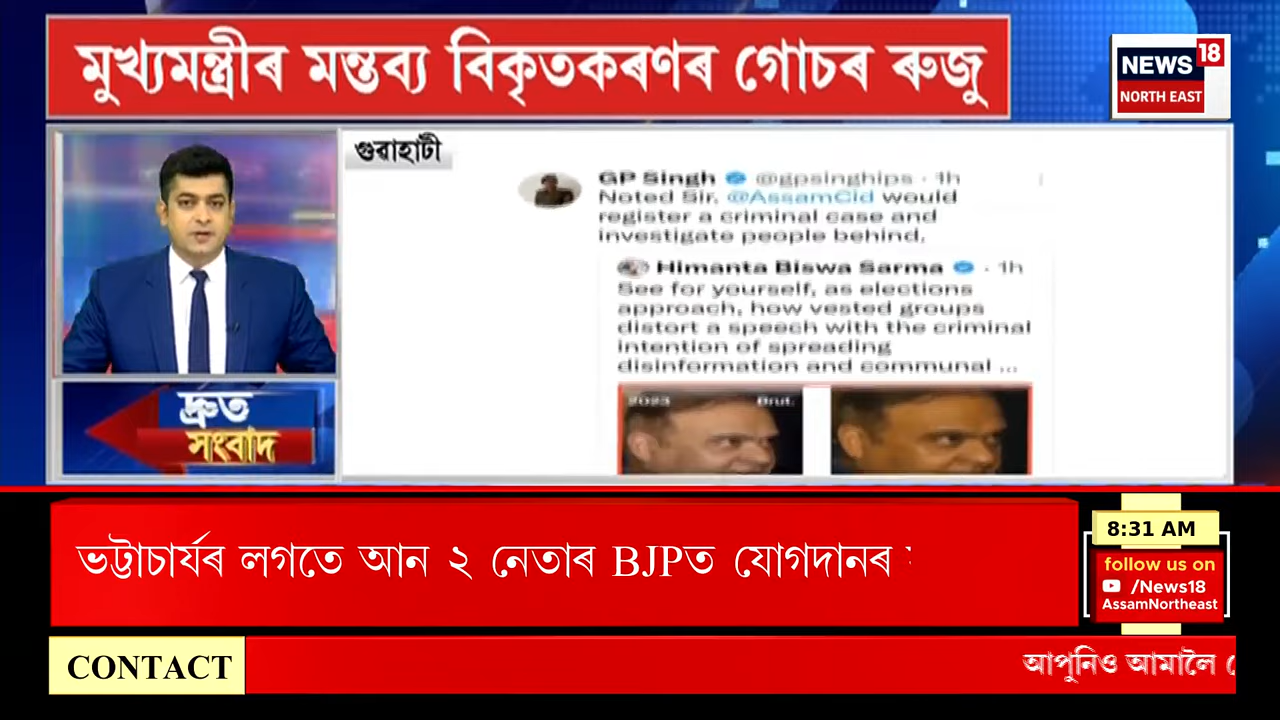 মুখ্যমন্ত্ৰীৰ মন্তব্য বিকৃতকৰণৰ গোচৰ ৰুজু
NEWS 18
NORTH EAST
গুৱাহাটী
GP Singh @gpsinghips · 1h
Noted Sir. @AssamCid would
register a criminal case and
investigate people behind.
Himanta Biswa Sarma · 1h
See for yourself, as elections
approach, how vested groups
distort a speech with the criminal
intention of spreading
disinformation and communal ...
2023 Brut.
দ্ৰুত
সংবাদ
ভট্টাচাৰ্যৰ লগতে আন ২ নেতাৰ BJPত যোগদানৰ
8:31 AM
follow us on
/News18
AssamNortheast
CONTACT
আপুনিও আমালৈ